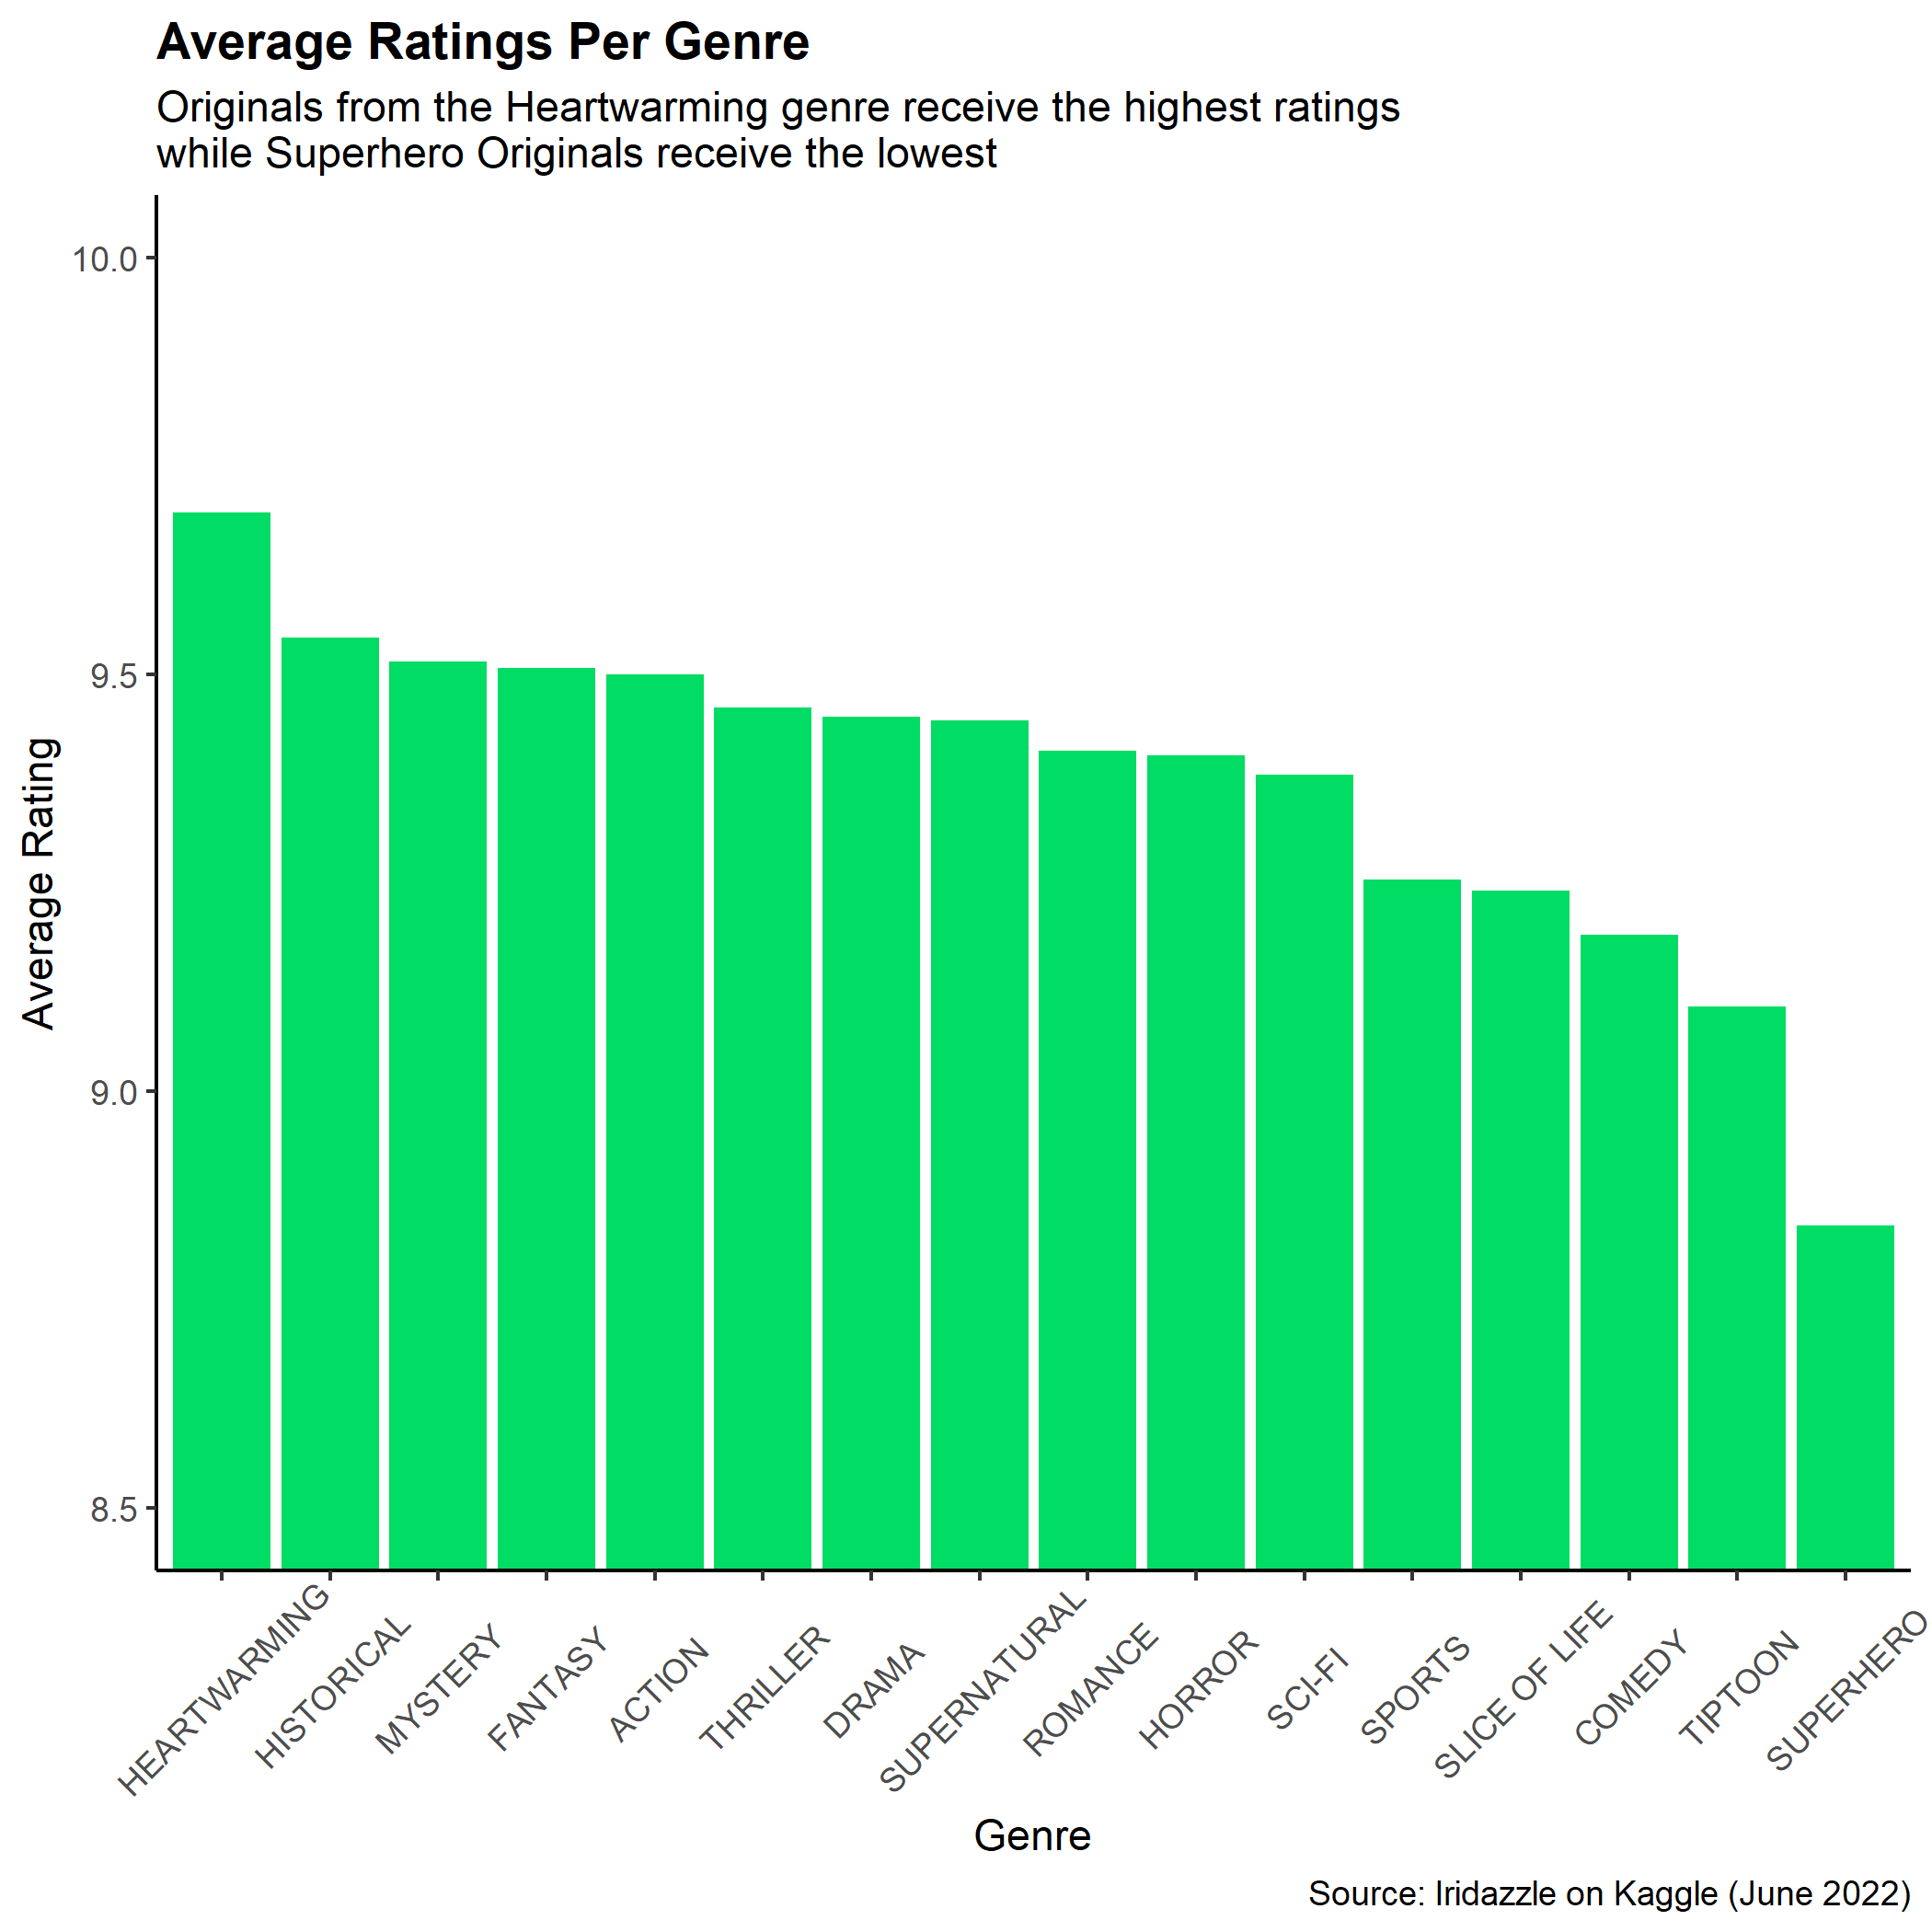 Average Ratings Per Genre
Originals from the Heartwarming genre receive the highest ratings
while Superhero Originals receive the lowest
10.0
9.5
9.0
8.5
Average Rating
HEARTWARMING
HISTORICAL
MYSTERY
FANTASY
ACTION
THRILLER
DRAMA
SUPERNATURAL
ROMANCE
HORROR
SCI-FI
SPORTS
SLICE OF LIFE
COMEDY
TIPTOON
SUPERHERO
Genre
Source: Iridazzle on Kaggle (June 2022)